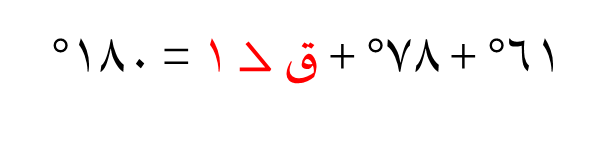 ٦١° + ٧٨° + ق ∠ ١ = ١٨٠°